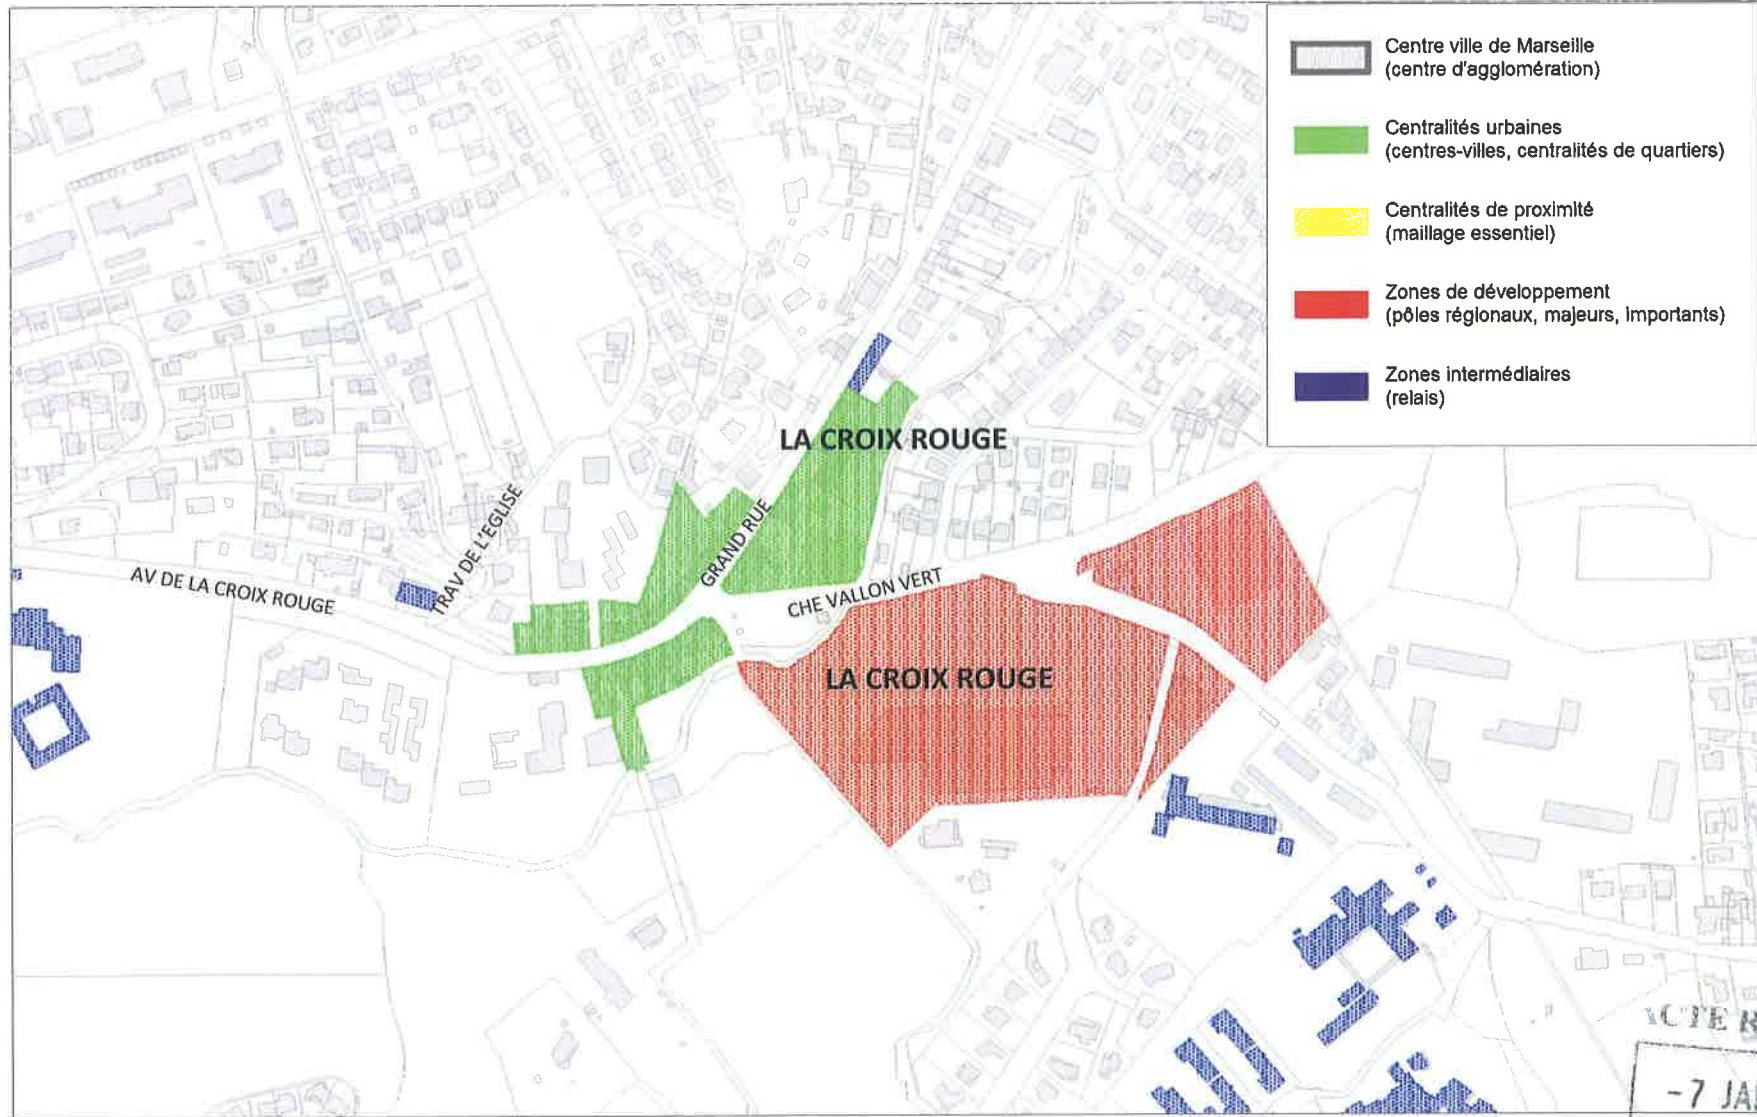 Centre ville de Marseille
(centre d'agglomération)
Centralités urbaines
(centres-villes, centralités de quartiers)
Centralités de proximité
(maillage essentiel)
Zones de développement
(pôles régionaux, majeurs, importants)
Zones intermédiaires
(relais)
LA CROIX ROUGE
GRAND RUE
TRAV DE L'EGLISE
AV DE LA CROIX ROUGE
CHE VALLON VERT
LA CROIX ROUGE
-7 JA